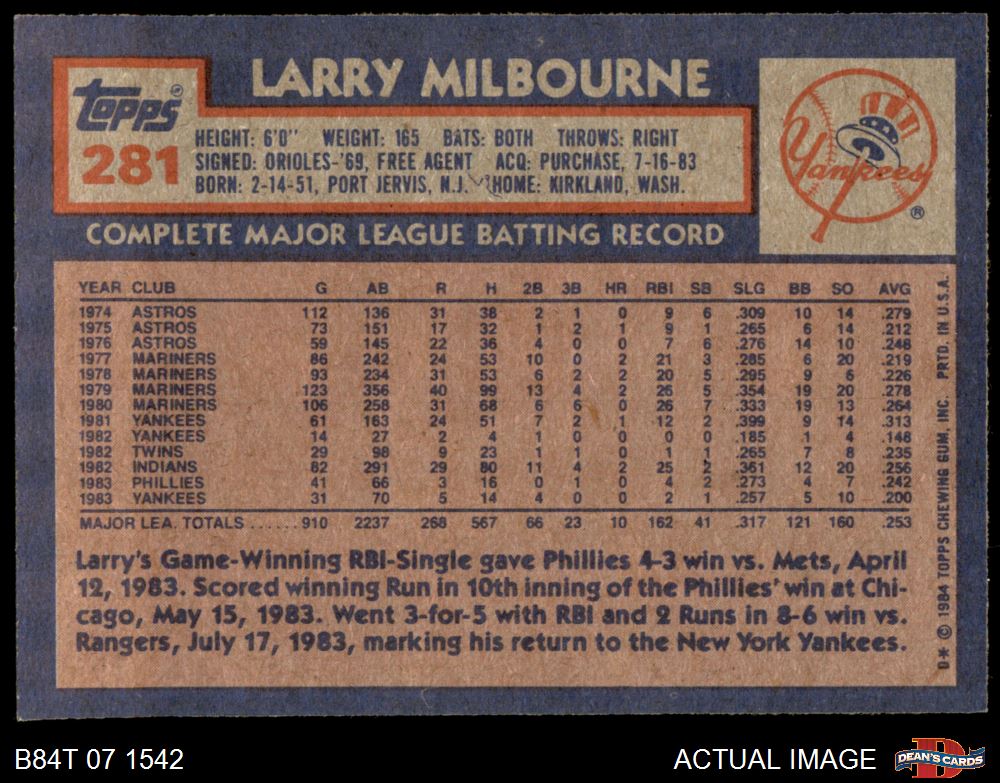 LARRY MILBOURNE
TOPPS ®
281
HEIGHT: 6'0" WEIGHT: 165 BATS: BOTH THROWS: RIGHT
SIGNED: ORIOLES-'69, FREE AGENT ACQ: PURCHASE, 7-16-83
BORN: 2-14-51, PORT JERVIS, N.J. HOME: KIRKLAND, WASH.
Yankees ®
COMPLETE MAJOR LEAGUE BATTING RECORD
YEAR CLUB G AB R H 2B 3B HR RBI SB SLG BB SO AVG
1974 ASTROS 112 136 31 38 2 1 0 9 6 .309 10 14 .279
1975 ASTROS 73 151 17 32 1 2 1 9 1 .265 6 14 .212
1976 ASTROS 59 145 22 36 4 0 0 7 6 .276 14 10 .248
1977 MARINERS 86 242 24 53 10 0 2 21 3 .285 6 20 .219
1978 MARINERS 93 234 31 53 6 2 2 20 5 .295 9 6 .226
1979 MARINERS 123 356 40 99 13 4 2 26 5 .354 19 20 .278
1980 MARINERS 106 258 31 68 6 6 0 26 7 .333 19 13 .264
1981 YANKEES 61 163 24 51 7 2 1 12 2 .399 9 14 .313
1982 YANKEES 14 27 2 4 1 0 0 0 0 .185 1 4 .148
1982 TWINS 29 98 9 23 1 1 0 1 1 .265 7 8 .235
1982 INDIANS 82 291 29 80 11 4 2 25 2 .361 12 20 .256
1983 PHILLIES 41 66 3 16 0 1 0 4 2 .273 4 7 .242
1983 YANKEES 31 70 5 14 4 0 0 2 1 .257 5 10 .200
MAJOR LEA. TOTALS ...... 910 2237 268 567 66 23 10 162 41 .317 121 160 .253
Larry's Game-Winning RBI-Single gave Phillies 4-3 win vs. Mets, April
12, 1983. Scored winning Run in 10th inning of the Phillies' win at Chi-
cago, May 15, 1983. Went 3-for-5 with RBI and 2 Runs in 8-6 win vs.
Rangers, July 17, 1983, marking his return to the New York Yankees.
D* © 1984 TOPPS CHEWING GUM, INC. PRTD. IN U.S.A.
B84T 07 1542
ACTUAL IMAGE
D
DEAN'S CARDS